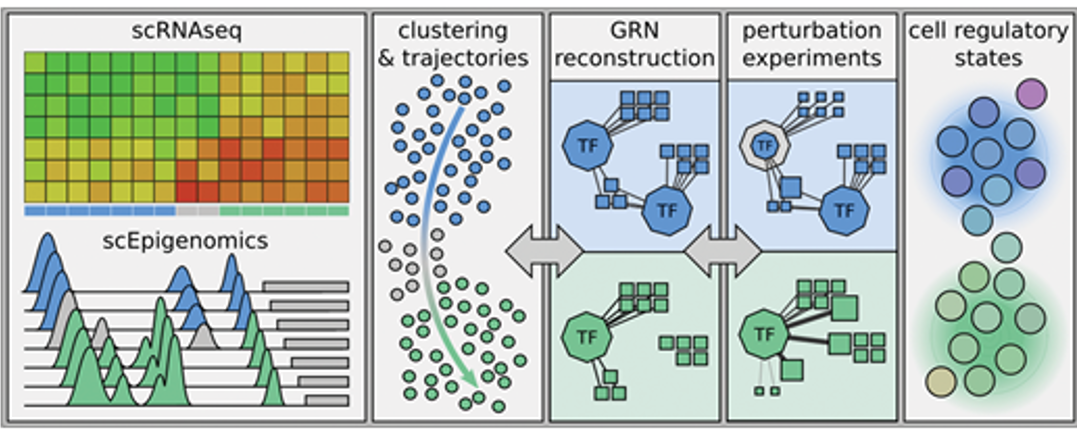 scRNAseq
scEpigenomics
clustering
& trajectories
GRN
reconstruction
TF
TF
TF
perturbation
experiments
TF
TF
TF
cell regulatory
states